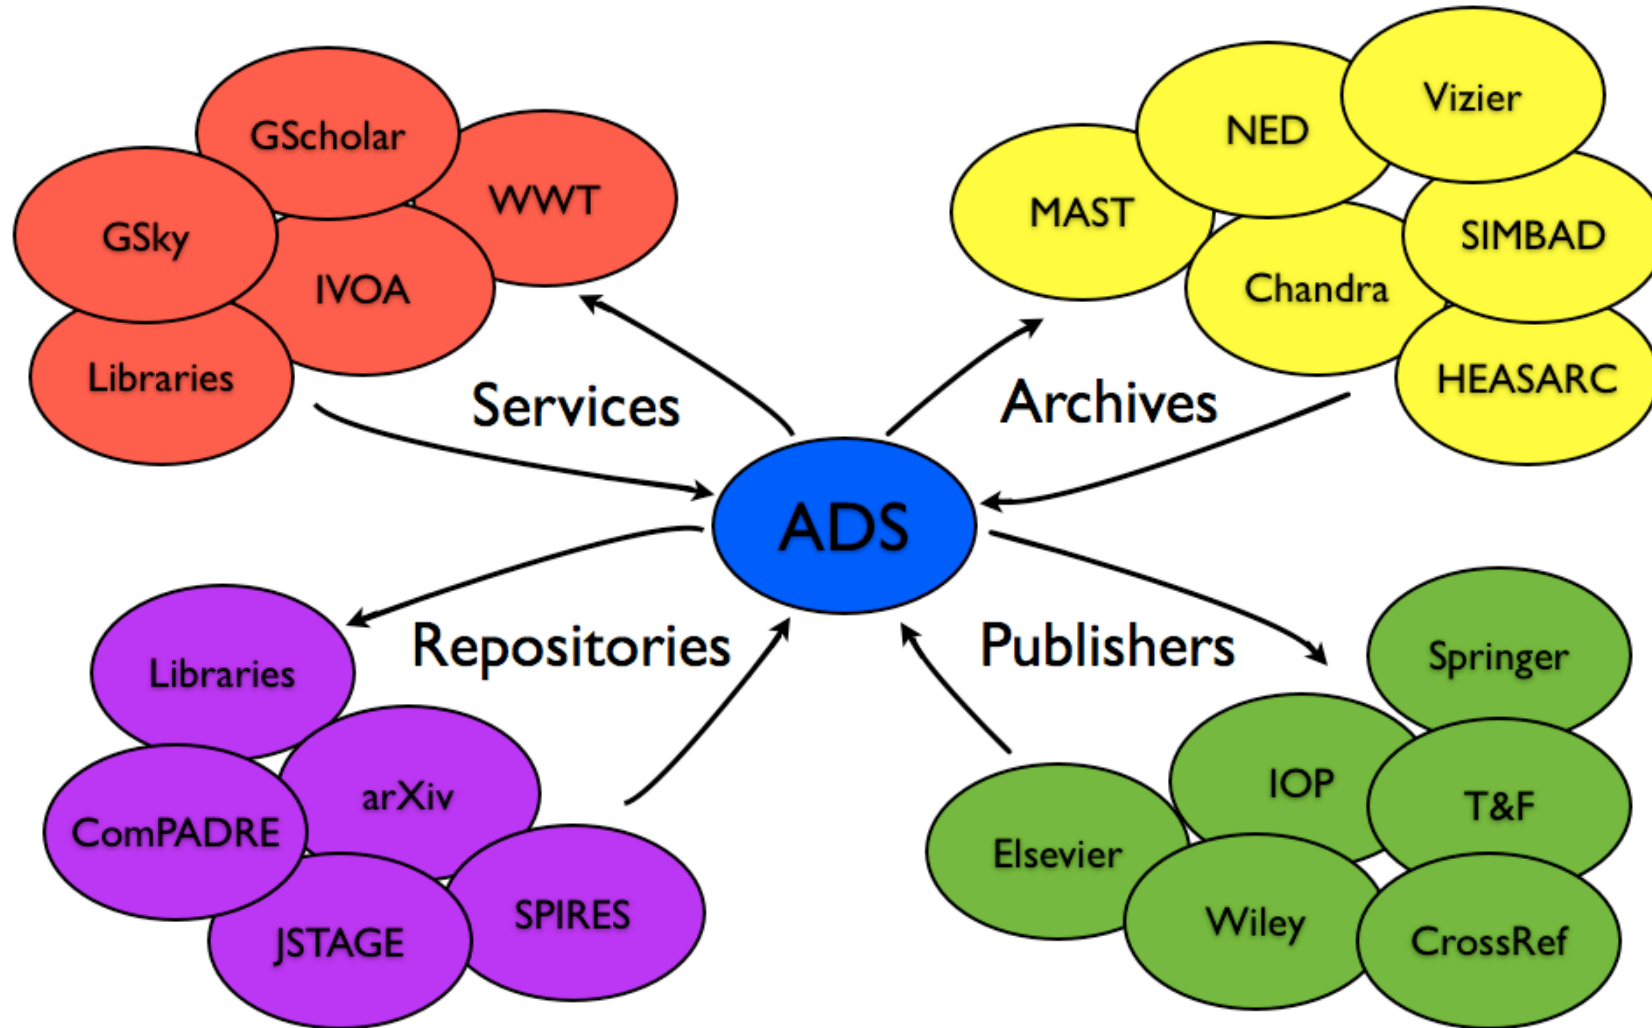 GScholar
WWT
GSky
IVOA
Libraries
Services
Vizier
NED
MAST
SIMBAD
Chandra
HEASARC
Archives
ADS
Repositories
Libraries
arXiv
ComPADRE
SPIRES
JSTAGE
Publishers
Springer
IOP
T&F
Elsevier
Wiley
CrossRef